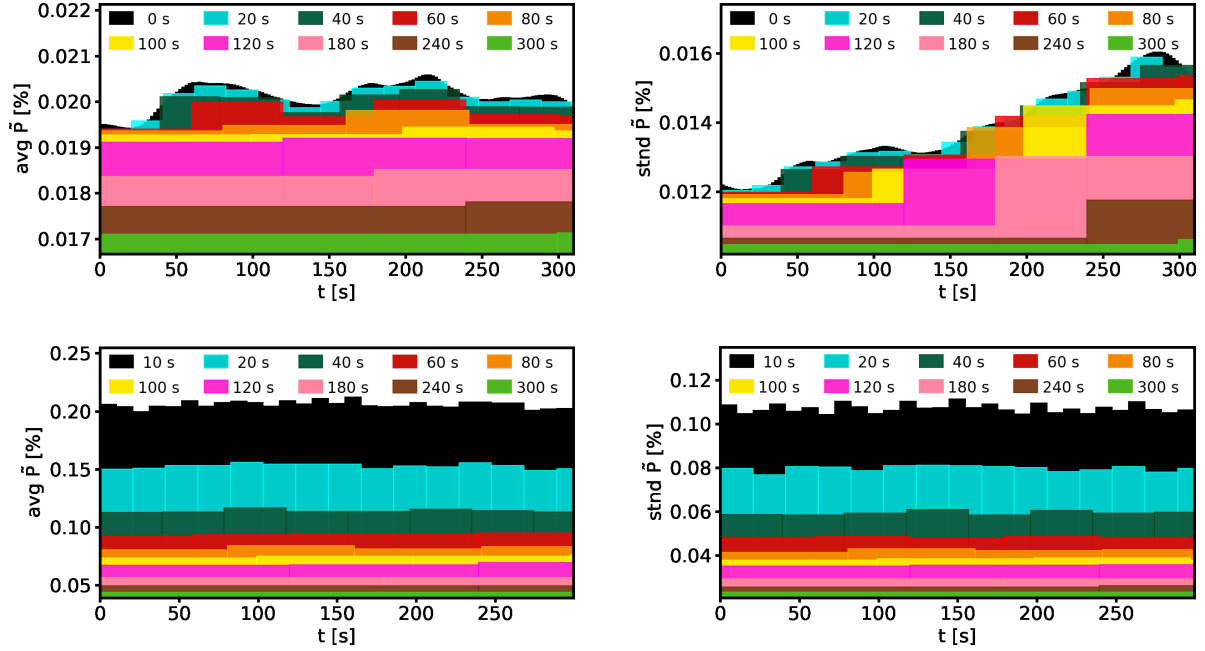 0.022
0 s 20 s 40 s 60 s 80 s
100 s 120 s 180 s 240 s 300 s
0.021
0.020
0.019
0.018
0.017
avg P̃ [%]
0 50 100 150 200 250 300
t [s]
0 s 20 s 40 s 60 s 80 s
100 s 120 s 180 s 240 s 300 s
0.016
0.014
0.012
stnd P̃ [%]
0 50 100 150 200 250 300
t [s]
0.25
10 s 20 s 40 s 60 s 80 s
100 s 120 s 180 s 240 s 300 s
0.20
0.15
0.10
0.05
avg P̃ [%]
0 50 100 150 200 250
t [s]
0.12
10 s 20 s 40 s 60 s 80 s
100 s 120 s 180 s 240 s 300 s
0.10
0.08
0.06
0.04
stnd P̃ [%]
0 50 100 150 200 250
t [s]